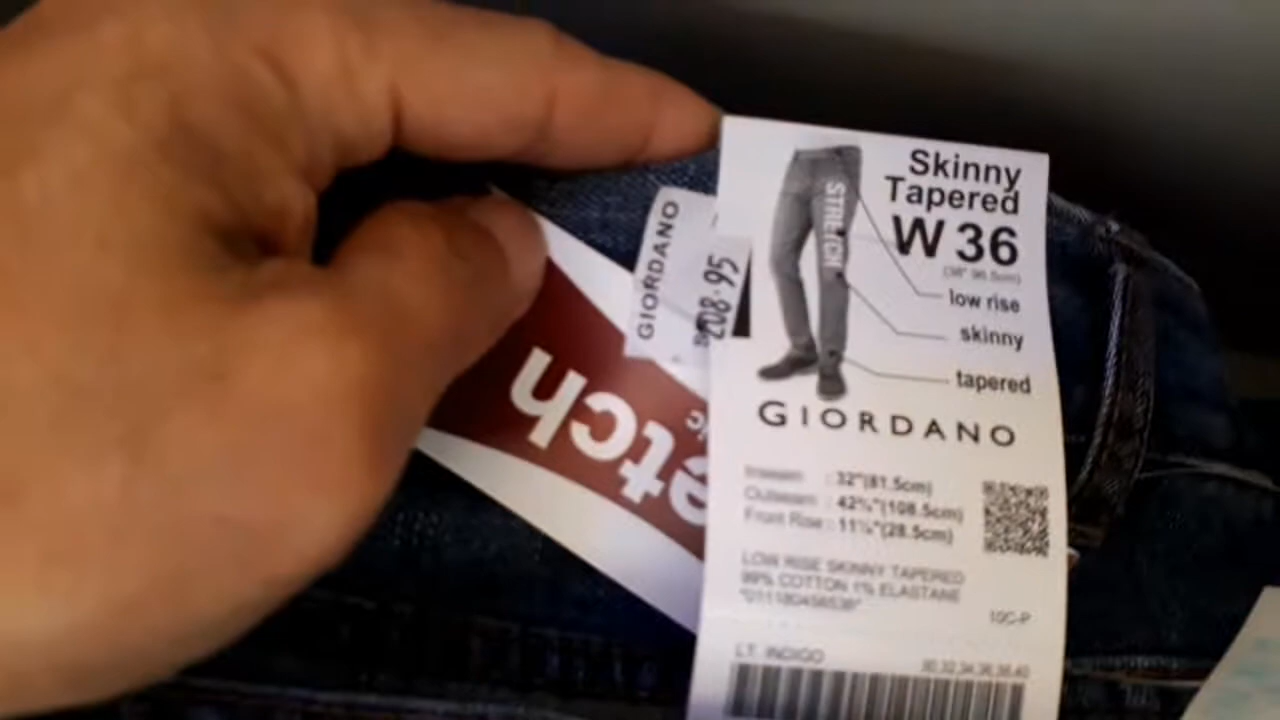 Skinny
Tapered
W 36
STRETCH
low rise
skinny
tapered
GIORDANO
Inseam : 32"(81.5cm)
Outseam : 42½"(108.5cm)
Front Rise : 11¼"(28.5cm)
LOW RISE SKINNY TAPERED
99% COTTON 1% ELASTANE
10C-P
LT. INDIGO
GIORDANO
208.95
etch